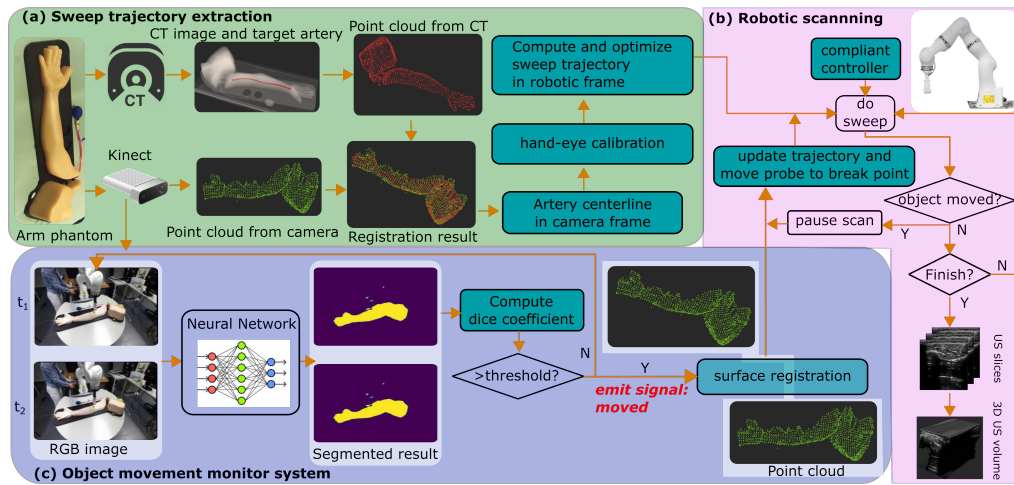 (a) Sweep trajectory extraction
CT image and target artery
Point cloud from CT
CT
Kinect
Arm phantom
Point cloud from camera
Registration result
Compute and optimize
sweep trajectory
in robotic frame
hand-eye calibration
Artery centerline
in camera frame
(b) Robotic scannning
compliant
controller
do
sweep
update trajectory and
move probe to break point
object moved?
pause scan
Y
N
Finish?
N
Y
US slices
3D US volume
t1
t2
RGB image
Neural Network
Segmented result
Compute
dice coefficient
>threshold?
N
Y
emit signal:
moved
surface registration
Point cloud
(c) Object movement monitor system